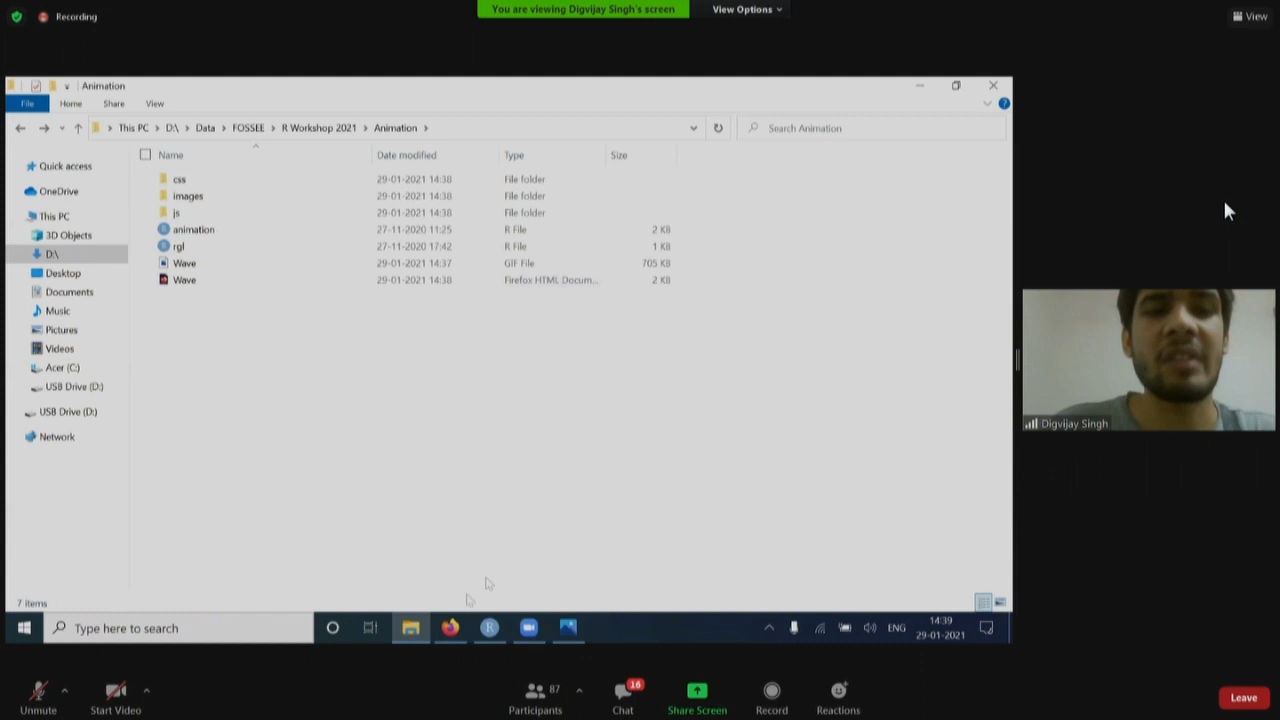 Recording
You are viewing Digvijay Singh's screen
View Options
View
Animation
File Home Share View
This PC D:\ Data FOSSEE R Workshop 2021 Animation
Search Animation
Name Date modified Type Size
Quick access
OneDrive
This PC
3D Objects
D:\
Desktop
Documents
Music
Pictures
Videos
Acer (C:)
USB Drive (D:)
USB Drive (D:)
Network
css 29-01-2021 14:38 File folder
images 29-01-2021 14:38 File folder
js 29-01-2021 14:38 File folder
animation 27-11-2020 11:25 R File 2 KB
rgl 27-11-2020 17:42 R File 1 KB
Wave 29-01-2021 14:37 GIF File 705 KB
Wave 29-01-2021 14:38 Firefox HTML Docum... 2 KB
7 items
Digvijay Singh
Type here to search
R
ENG
14:39
29-01-2021
Unmute
Start Video
87
Participants
16
Chat
Share Screen
Record
Reactions
Leave